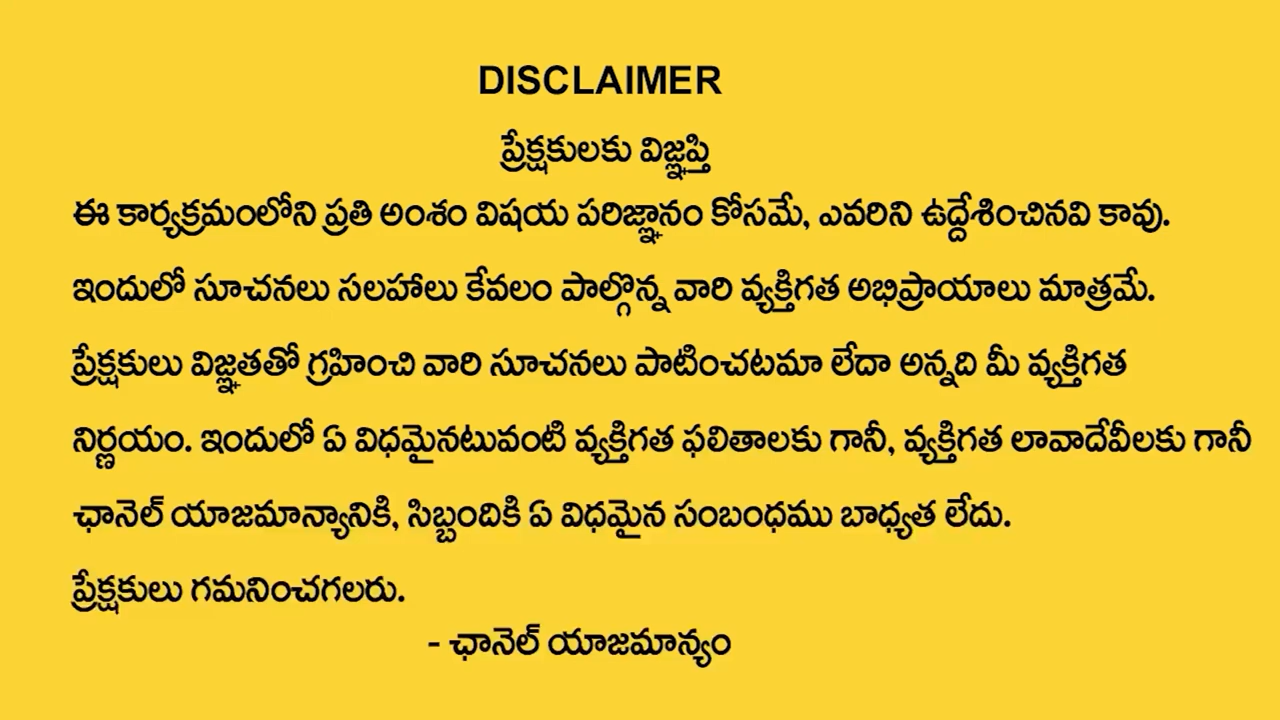 DISCLAIMER
ప్రేక్షకులకు విజ్ఞప్తి
ఈ కార్యక్రమంలోని ప్రతి అంశం విషయ పరిజ్ఞానం కోసమే, ఎవరిని ఉద్దేశించినవి కావు.
ఇందులో సూచనలు సలహాలు కేవలం పాల్గొన్న వారి వ్యక్తిగత అభిప్రాయాలు మాత్రమే.
ప్రేక్షకులు విజ్ఞతతో గ్రహించి వారి సూచనలు పాటించటమా లేదా అన్నది మీ వ్యక్తిగత
నిర్ణయం. ఇందులో ఏ విధమైనటువంటి వ్యక్తిగత ఫలితాలకు గానీ, వ్యక్తిగత లావాదేవీలకు గానీ
ఛానెల్ యాజమాన్యానికి, సిబ్బందికి ఏ విధమైన సంబంధము బాధ్యత లేదు.
ప్రేక్షకులు గమనించగలరు.
- ఛానెల్ యాజమాన్యం